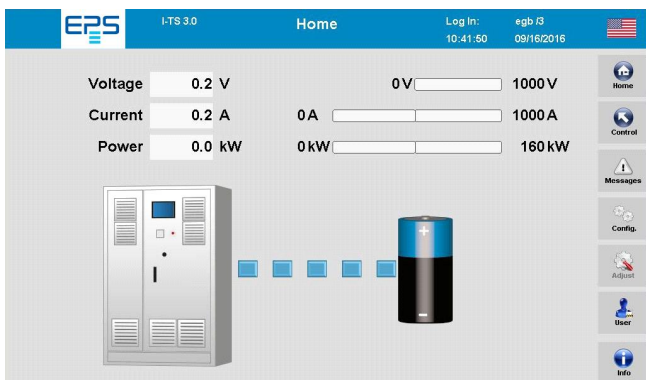 EPS I-TS 3.0 Home Log In: egb /3
10:41:50 09/16/2016
Voltage 0.2 V 0 V 1000 V
Current 0.2 A 0 A 1000 A
Power 0.0 kW 0 kW 160 kW
Home
Control
Messages
Config.
Adjust
User
Info
+
-